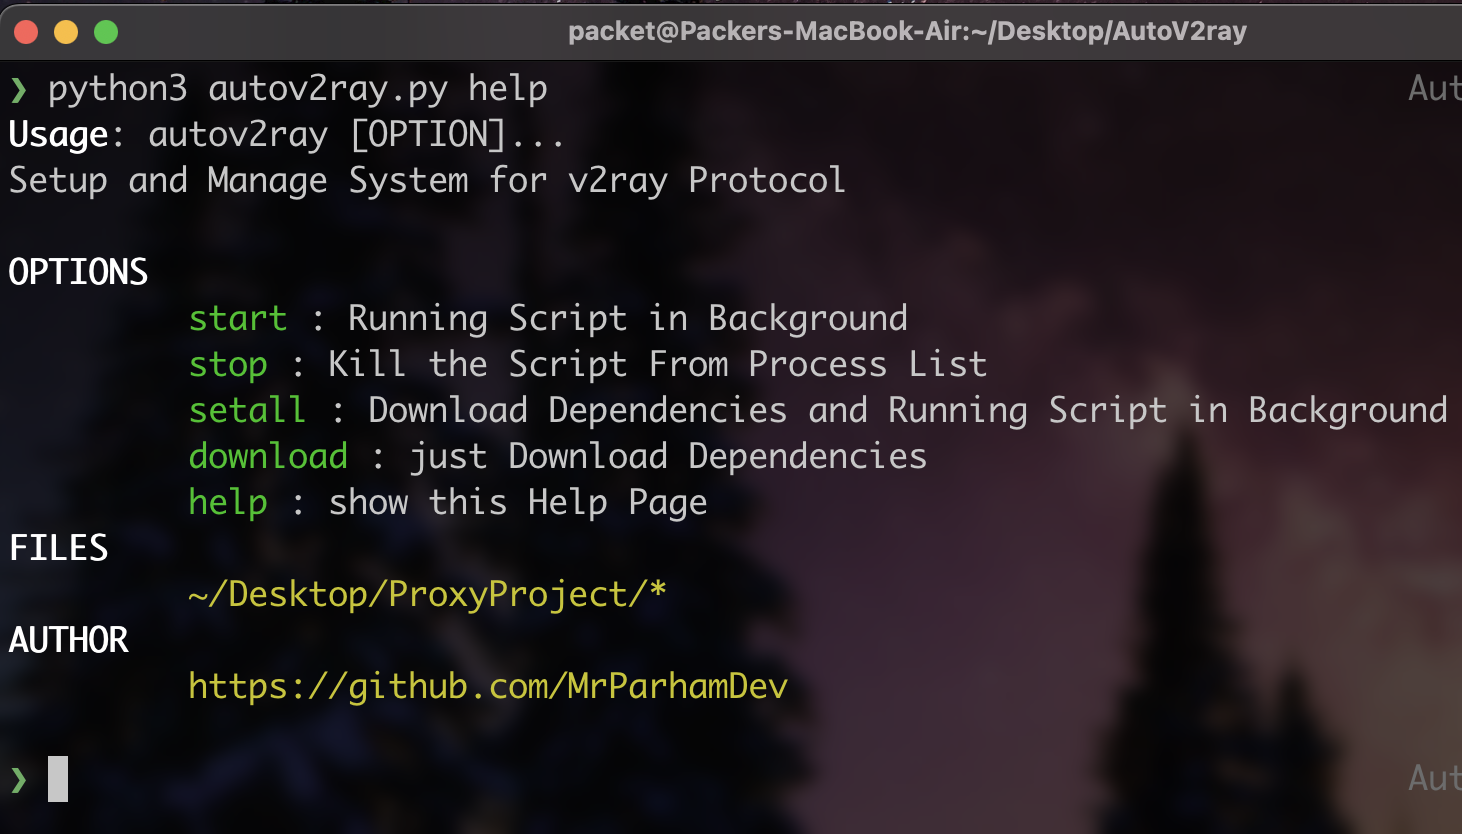 packet@Packers-MacBook-Air:~/Desktop/AutoV2ray
❯ python3 autov2ray.py help Aut
Usage: autov2ray [OPTION]...
Setup and Manage System for v2ray Protocol
OPTIONS
start : Running Script in Background
stop : Kill the Script From Process List
setall : Download Dependencies and Running Script in Background
download : just Download Dependencies
help : show this Help Page
FILES
~/Desktop/ProxyProject/*
AUTHOR
https://github.com/MrParhamDev
❯ Aut